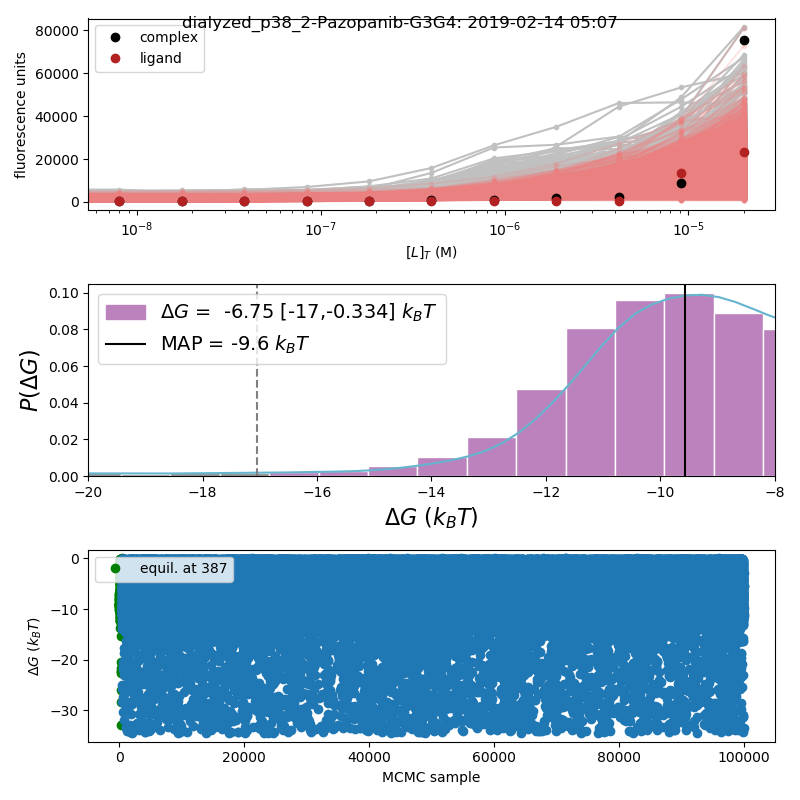 dialyzed_p38_2-Pazopanib-G3G4: 2019-02-14 05:07
complex
ligand
fluorescence units
80000
60000
40000
20000
0
10⁻⁸
10⁻⁷
10⁻⁶
10⁻⁵
[L]_T (M)
ΔG = -6.75 [-17,-0.334] k_BT
MAP = -9.6 k_BT
P(ΔG)
0.10
0.08
0.06
0.04
0.02
0.00
−20
−18
−16
−14
−12
−10
−8
ΔG (k_BT)
equil. at 387
ΔG (k_BT)
0
−10
−20
−30
0
20000
40000
60000
80000
100000
MCMC sample